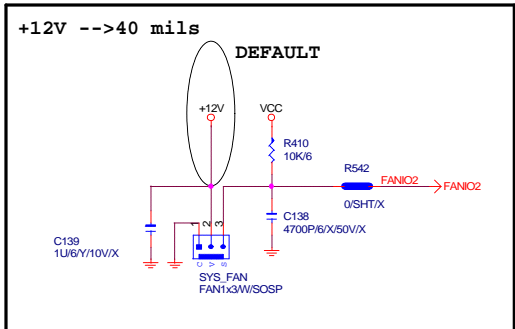 +12V -->40 mils
DEFAULT
+12V
VCC
R410
10K/6
R542
FANIO2
FANIO2
0/SHT/X
C138
4700P/6/X/50V/X
C139
1U/6/Y/10V/X
1
2
3
C
V
S
SYS_FAN
FAN1x3/W/SOSP